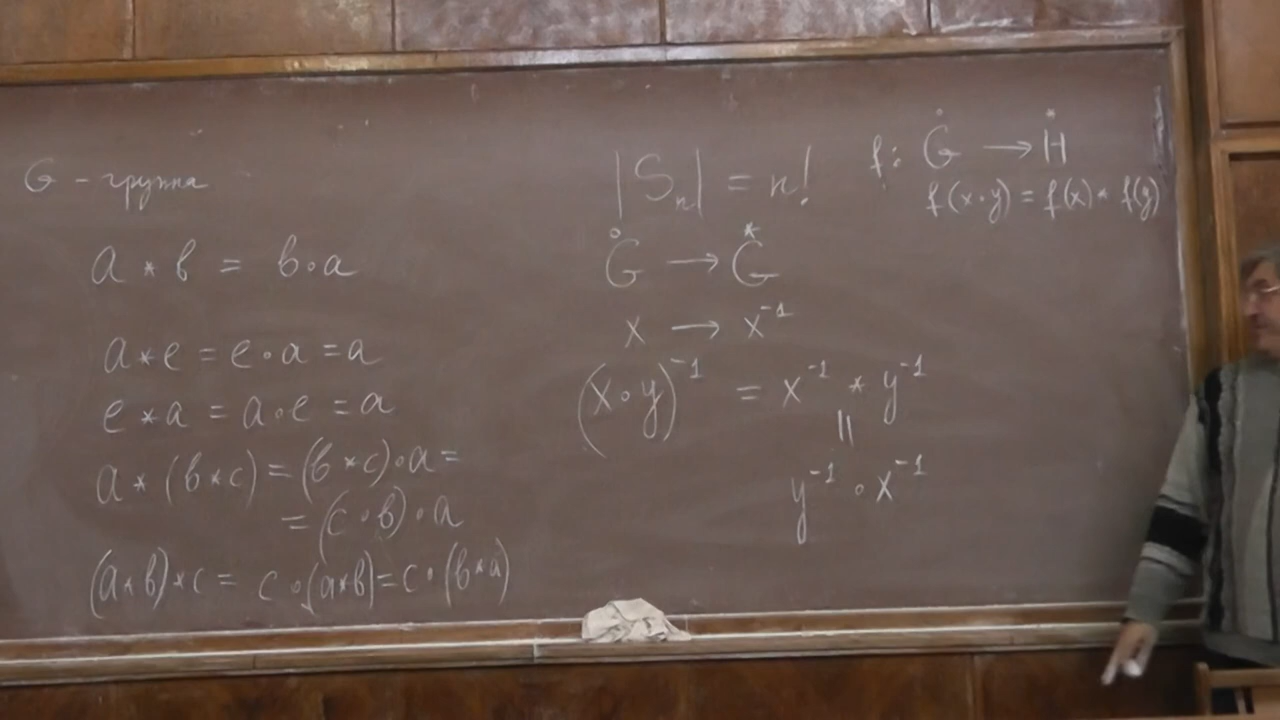 G - группа
a * b = b∘a
a * e = e∘a = a
e * a = a∘e = a
a * (b * c) = (b * c)∘a =
= (c∘b)∘a
(a * b) * c = c∘(a * b) = c∘(b * a)
|Sₙ| = n!
G̊ → G*
x → x⁻¹
(x∘y)⁻¹ = x⁻¹ * y⁻¹
||
y⁻¹∘x⁻¹
f: G̊ → H*
f(x∘y) = f(x) * f(y)